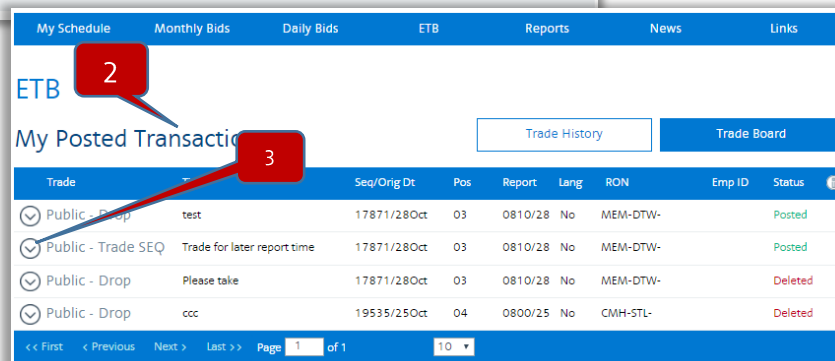 My Schedule Monthly Bids Daily Bids ETB Reports News Links
2
ETB
My Posted Transactio
Trade History Trade Board
3
Trade Seq/Orig Dt Pos Report Lang RON Emp ID Status
Public - Drop test 17871/28Oct 03 0810/28 No MEM-DTW- Posted
Public - Trade SEQ Trade for later report time 17871/28Oct 03 0810/28 No MEM-DTW- Posted
Public - Drop Please take 17871/28Oct 03 0810/28 No MEM-DTW- Deleted
Public - Drop ccc 19535/25Oct 04 0800/25 No CMH-STL- Deleted
<< First < Previous Next > Last >> Page 1 of 1 10